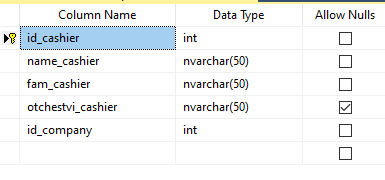 Column Name Data Type Allow Nulls
id_cashier int
name_cashier nvarchar(50)
fam_cashier nvarchar(50)
otchestvi_cashier nvarchar(50)
id_company int